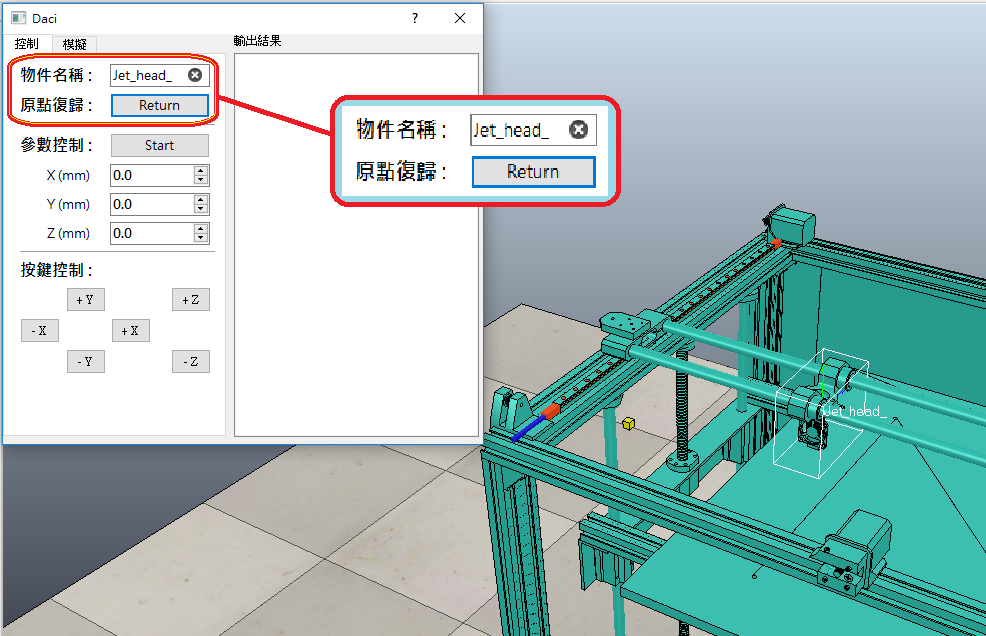 Daci
?
控制 模擬
輸出結果
物件名稱： Jet_head_
原點復歸： Return
參數控制： Start
X (mm) 0.0
Y (mm) 0.0
Z (mm) 0.0
按鍵控制：
+Y +Z
-X +X
-Y -Z
物件名稱： Jet_head_
原點復歸： Return
Jet_head_